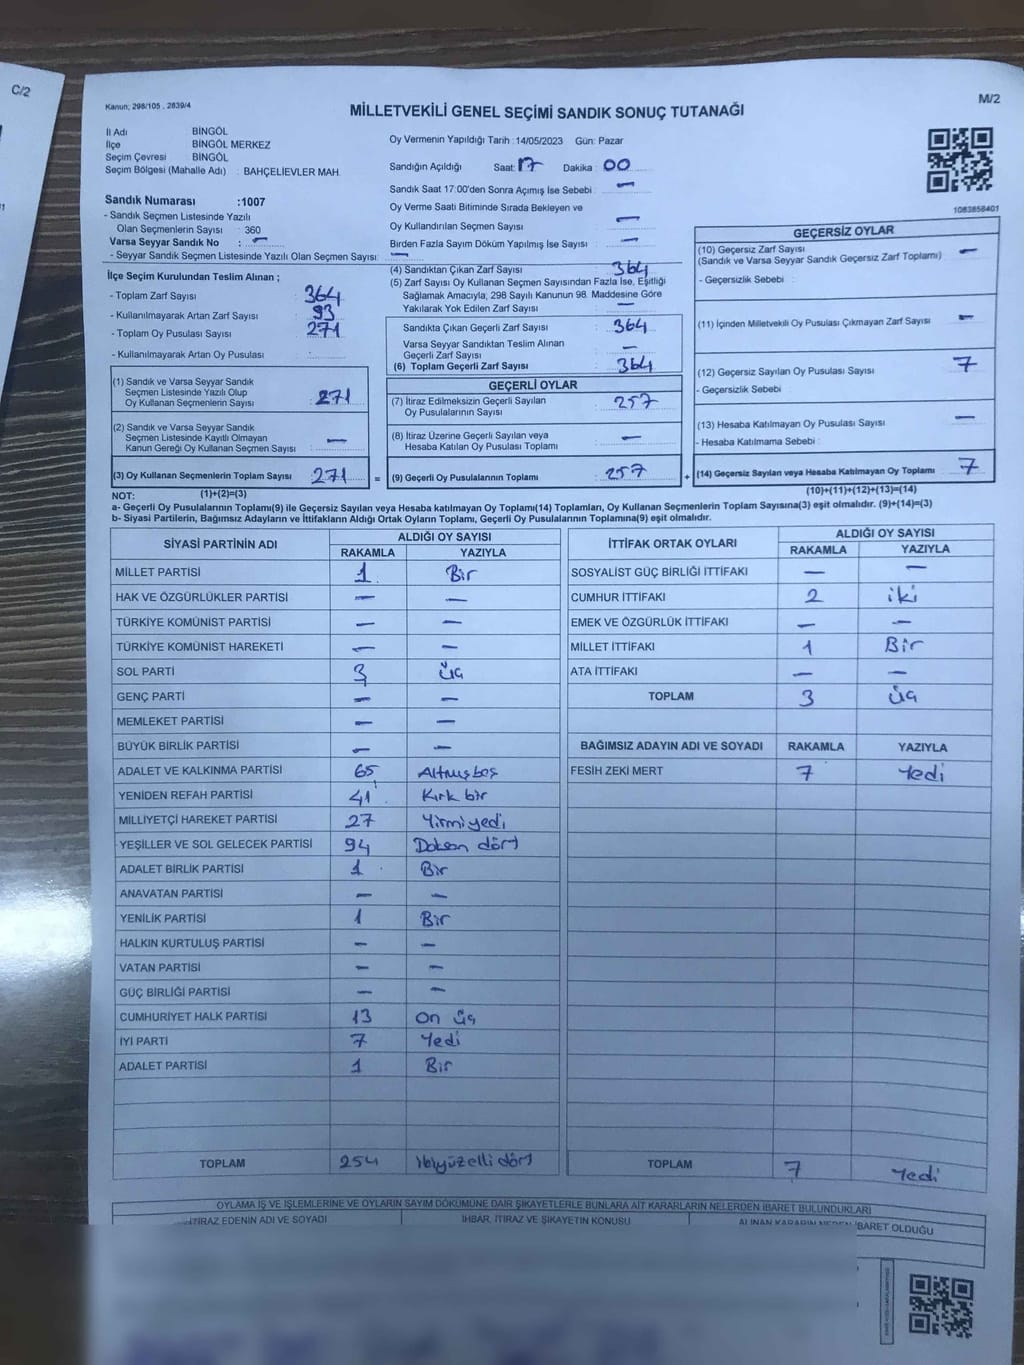 C/2
M/2
Kanun; 298/105 . 2839/4
MİLLETVEKİLİ GENEL SEÇİMİ SANDIK SONUÇ TUTANAĞI
İl Adı BİNGÖL
İlçe BİNGÖL MERKEZ
Seçim Çevresi BİNGÖL
Seçim Bölgesi (Mahalle Adı) : BAHÇELİEVLER MAH.
Sandık Numarası :1007
- Sandık Seçmen Listesinde Yazılı
Olan Seçmenlerin Sayısı : 360
Varsa Seyyar Sandık No : —
- Seyyar Sandık Seçmen Listesinde Yazılı Olan Seçmen Sayısı: —
Oy Vermenin Yapıldığı Tarih :14/05/2023 Gün: Pazar
Sandığın Açıldığı Saat: 17 Dakika : 00
Sandık Saat 17:00'den Sonra Açımış İse Sebebi : —
Oy Verme Saati Bitiminde Sırada Bekleyen ve
Oy Kullandırılan Seçmen Sayısı : —
Birden Fazla Sayım Döküm Yapılmış İse Sayısı : —
1083858401
İlçe Seçim Kurulundan Teslim Alınan ;
- Toplam Zarf Sayısı : 364
- Kullanılmayarak Artan Zarf Sayısı : 93
- Toplam Oy Pusulası Sayısı : 271
- Kullanılmayarak Artan Oy Pusulası :
(1) Sandık ve Varsa Seyyar Sandık
Seçmen Listesinde Yazılı Olup
Oy Kullanan Seçmenlerin Sayısı : 271
(2) Sandık ve Varsa Seyyar Sandık
Seçmen Listesinde Kayıtlı Olmayan
Kanun Gereği Oy Kullanan Seçmen Sayısı : —
(3) Oy Kullanan Seçmenlerin Toplam Sayısı : 271
(4) Sandıktan Çıkan Zarf Sayısı : 364
(5) Zarf Sayısı Oy Kullanan Seçmen Sayısından Fazla İse, Eşitliği
Sağlamak Amacıyla; 298 Sayılı Kanunun 98. Maddesine Göre
Yakılarak Yok Edilen Zarf Sayısı : —
Sandıkta Çıkan Geçerli Zarf Sayısı : 364
Varsa Seyyar Sandıktan Teslim Alınan
Geçerli Zarf Sayısı : —
(6) Toplam Geçerli Zarf Sayısı : 364
GEÇERLİ OYLAR
(7) İtiraz Edilmeksizin Geçerli Sayılan
Oy Pusulalarının Sayısı : 257
(8) İtiraz Üzerine Geçerli Sayılan veya
Hesaba Katılan Oy Pusulası Toplamı : —
= (9) Geçerli Oy Pusulalarının Toplamı : 257 +
GEÇERSİZ OYLAR
(10) Geçersiz Zarf Sayısı : —
(Sandık ve Varsa Seyyar Sandık Geçersiz Zarf Toplamı)
- Geçersizlik Sebebi :
(11) İçinden Milletvekili Oy Pusulası Çıkmayan Zarf Sayısı : —
(12) Geçersiz Sayılan Oy Pusulası Sayısı : 7
- Geçersizlik Sebebi :
(13) Hesaba Katılmayan Oy Pusulası Sayısı : —
- Hesaba Katılmama Sebebi :
(14) Geçersiz Sayılan veya Hesaba Katılmayan Oy Toplamı : 7
NOT: (1)+(2)=(3) (10)+(11)+(12)+(13)=(14)
a- Geçerli Oy Pusulalarının Toplamı(9) ile Geçersiz Sayılan veya Hesaba katılmayan Oy Toplamı(14) Toplamları, Oy Kullanan Seçmenlerin Toplam Sayısına(3) eşit olmalıdır. (9)+(14)=(3)
b- Siyasi Partilerin, Bağımsız Adayların ve İttifakların Aldığı Ortak Oyların Toplamı, Geçerli Oy Pusulalarının Toplamına(9) eşit olmalıdır.
SİYASİ PARTİNİN ADI ALDIĞI OY SAYISI
RAKAMLA YAZIYLA
MİLLET PARTİSİ 1 Bir
HAK VE ÖZGÜRLÜKLER PARTİSİ — —
TÜRKİYE KOMÜNİST PARTİSİ — —
TÜRKİYE KOMÜNİST HAREKETİ — —
SOL PARTİ 3 üç
GENÇ PARTİ — —
MEMLEKET PARTİSİ — —
BÜYÜK BİRLİK PARTİSİ — —
ADALET VE KALKINMA PARTİSİ 65 Altmış beş
YENİDEN REFAH PARTİSİ 41 Kırk bir
MİLLİYETÇİ HAREKET PARTİSİ 27 Yirmi yedi
YEŞİLLER VE SOL GELECEK PARTİSİ 94 Doksan dört
ADALET BİRLİK PARTİSİ 1 Bir
ANAVATAN PARTİSİ — —
YENİLİK PARTİSİ 1 Bir
HALKIN KURTULUŞ PARTİSİ — —
VATAN PARTİSİ — —
GÜÇ BİRLİĞİ PARTİSİ — —
CUMHURİYET HALK PARTİSİ 13 On üç
İYİ PARTİ 7 Yedi
ADALET PARTİSİ 1 Bir
TOPLAM 254 ikiyüzelli dört
İTTİFAK ORTAK OYLARI ALDIĞI OY SAYISI
RAKAMLA YAZIYLA
SOSYALİST GÜÇ BİRLİĞİ İTTİFAKI — —
CUMHUR İTTİFAKI 2 iki
EMEK VE ÖZGÜRLÜK İTTİFAKI — —
MİLLET İTTİFAKI 1 Bir
ATA İTTİFAKI — —
TOPLAM 3 üç
BAĞIMSIZ ADAYIN ADI VE SOYADI RAKAMLA YAZIYLA
FESİH ZEKİ MERT 7 Yedi
TOPLAM 7 Yedi
OYLAMA İŞ VE İŞLEMLERİNE VE OYLARIN SAYIM DÖKÜMÜNE DAİR ŞİKAYETLERLE BUNLARA AİT KARARLARIN NELERDEN İBARET BULUNDUKLARI
İTİRAZ EDENİN ADI VE SOYADI İHBAR, İTİRAZ VE ŞİKAYETİN KONUSU ALINAN KARARIN NEDEN İBARET OLDUĞU